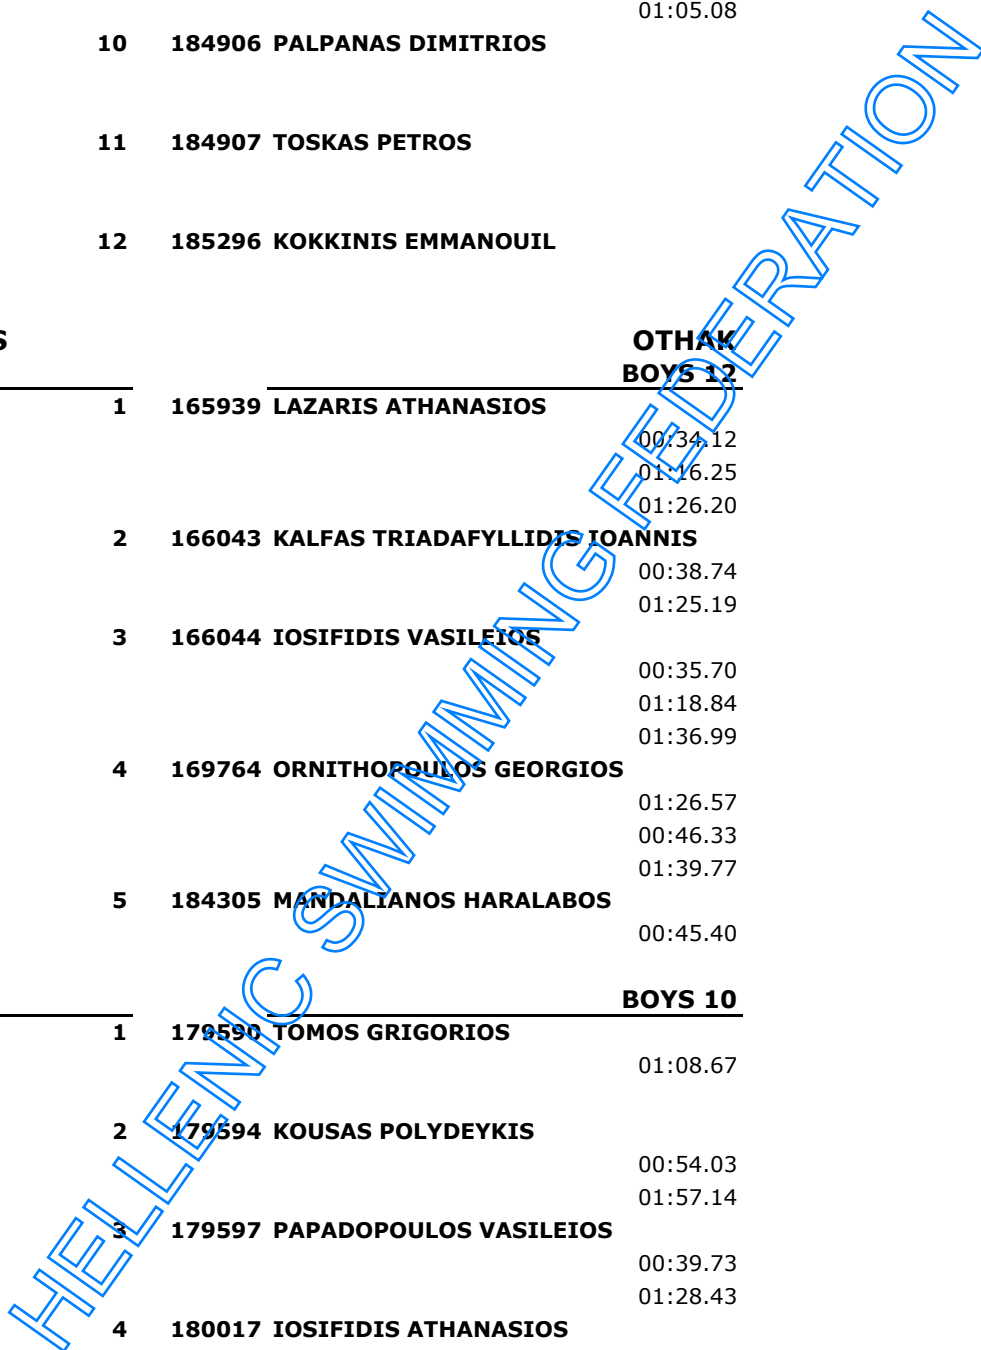 01:05.08
10 184906 PALPANAS DIMITRIOS
11 184907 TOSKAS PETROS
12 185296 KOKKINIS EMMANOUIL
S OTHAK
BOYS 12
1 165939 LAZARIS ATHANASIOS
00:34.12
01:16.25
01:26.20
2 166043 KALFAS TRIADAFYLLIDIS IOANNIS
00:38.74
01:25.19
3 166044 IOSIFIDIS VASILEIOS
00:35.70
01:18.84
01:36.99
4 169764 ORNITHOPOULOS GEORGIOS
01:26.57
00:46.33
01:39.77
5 184305 MANDALIANOS HARALABOS
00:45.40
BOYS 10
1 179590 TOMOS GRIGORIOS
01:08.67
2 179594 KOUSAS POLYDEYKIS
00:54.03
01:57.14
3 179597 PAPADOPOULOS VASILEIOS
00:39.73
01:28.43
4 180017 IOSIFIDIS ATHANASIOS
HELLENIC SWIMMING FEDERATION